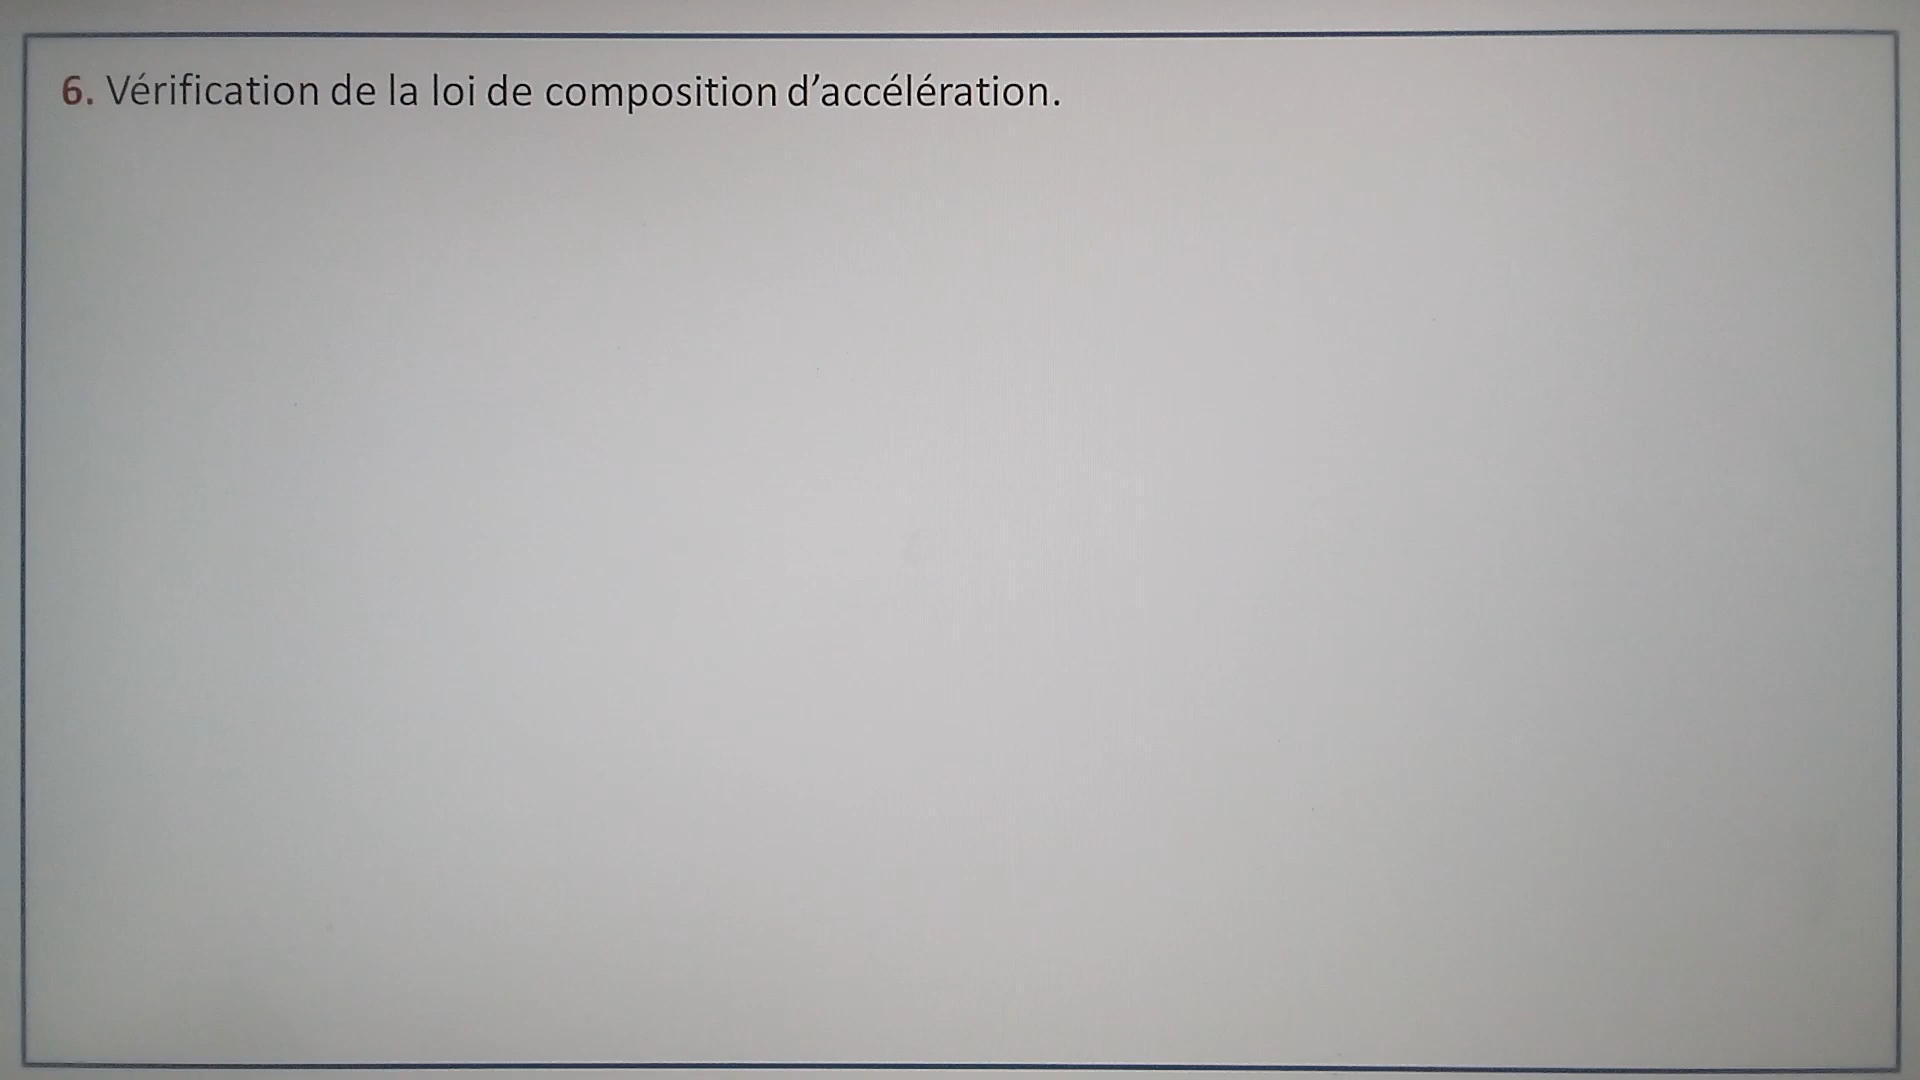 6. Vérification de la loi de composition d’accélération.